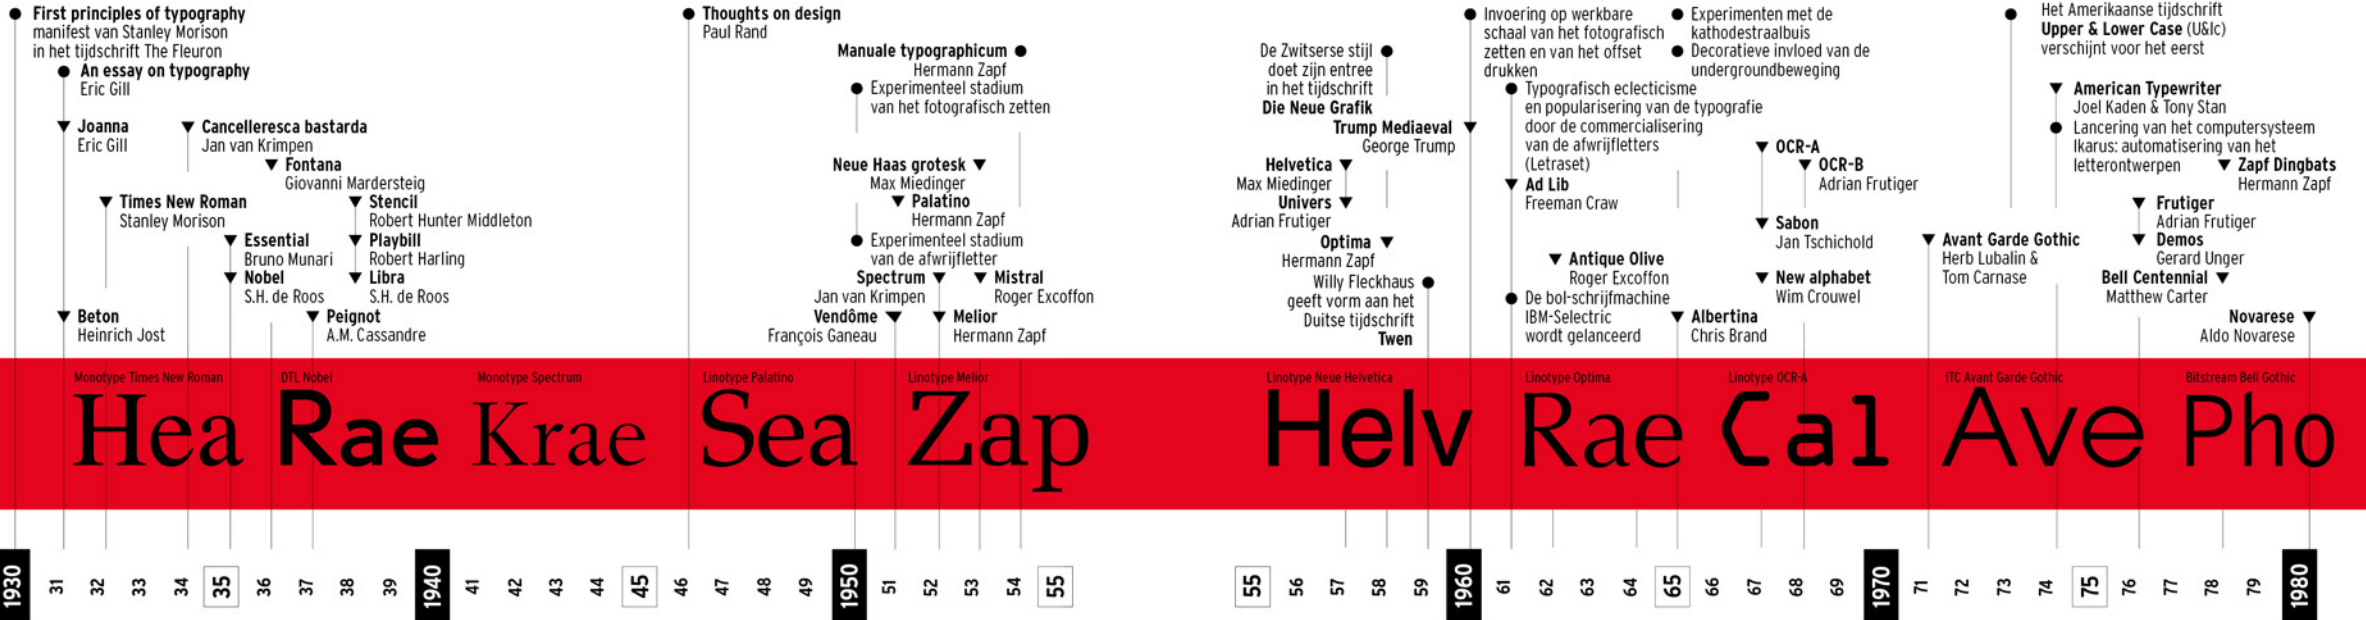 First principles of typography
manifest van Stanley Morison
in het tijdschrift The Fleuron
An essay on typography
Eric Gill
Joanna
Eric Gill
Cancelleresca bastarda
Jan van Krimpen
Fontana
Giovanni Mardersteig
Times New Roman
Stanley Morison
Stencil
Robert Hunter Middleton
Essential
Bruno Munari
Playbill
Robert Harling
Nobel
S.H. de Roos
Libra
S.H. de Roos
Beton
Heinrich Jost
Peignot
A.M. Cassandre
Thoughts on design
Paul Rand
Manuale typographicum
Hermann Zapf
Experimenteel stadium
van het fotografisch zetten
Neue Haas grotesk
Max Miedinger
Palatino
Hermann Zapf
Experimenteel stadium
van de afwrijfletter
Spectrum
Jan van Krimpen
Mistral
Roger Excoffon
Vendôme
François Ganeau
Melior
Hermann Zapf
De Zwitserse stijl
doet zijn entree
in het tijdschrift
Die Neue Grafik
Trump Mediaeval
George Trump
Helvetica
Max Miedinger
Univers
Adrian Frutiger
Optima
Hermann Zapf
Willy Fleckhaus
geeft vorm aan het
Duitse tijdschrift
Twen
Invoering op werkbare
schaal van het fotografisch
zetten en van het offset
drukken
Typografisch eclecticisme
en popularisering van de typografie
door de commercialisering
van de afwrijfletters
(Letraset)
Ad Lib
Freeman Craw
Antique Olive
Roger Excoffon
De bol-schrijfmachine
IBM-Selectric
wordt gelanceerd
Experimenten met de
kathodestraalbuis
Decoratieve invloed van de
undergroundbeweging
OCR-A
OCR-B
Adrian Frutiger
Sabon
Jan Tschichold
New alphabet
Wim Crouwel
Albertina
Chris Brand
Het Amerikaanse tijdschrift
Upper & Lower Case (U&lc)
verschijnt voor het eerst
American Typewriter
Joel Kaden & Tony Stan
Lancering van het computersysteem
Ikarus: automatisering van het
letterontwerpen
Zapf Dingbats
Hermann Zapf
Frutiger
Adrian Frutiger
Avant Garde Gothic
Herb Lubalin &
Tom Carnase
Demos
Gerard Unger
Bell Centennial
Matthew Carter
Novarese
Aldo Novarese
Monotype Times New Roman
Hea
DTL Nobel
Rae
Monotype Spectrum
Krae
Linotype Palatino
Sea
Linotype Melior
Zap
Linotype Neue Helvetica
Helv
Linotype Optima
Rae
Linotype OCR-A
Cal
ITC Avant Garde Gothic
Ave
Bitstream Bell Gothic
Pho
1930 31 32 33 34 35 36 37 38 39 1940 41 42 43 44 45 46 47 48 49 1950 51 52 53 54 55
55 56 57 58 59 1960 61 62 63 64 65 66 67 68 69 1970 71 72 73 74 75 76 77 78 79 1980